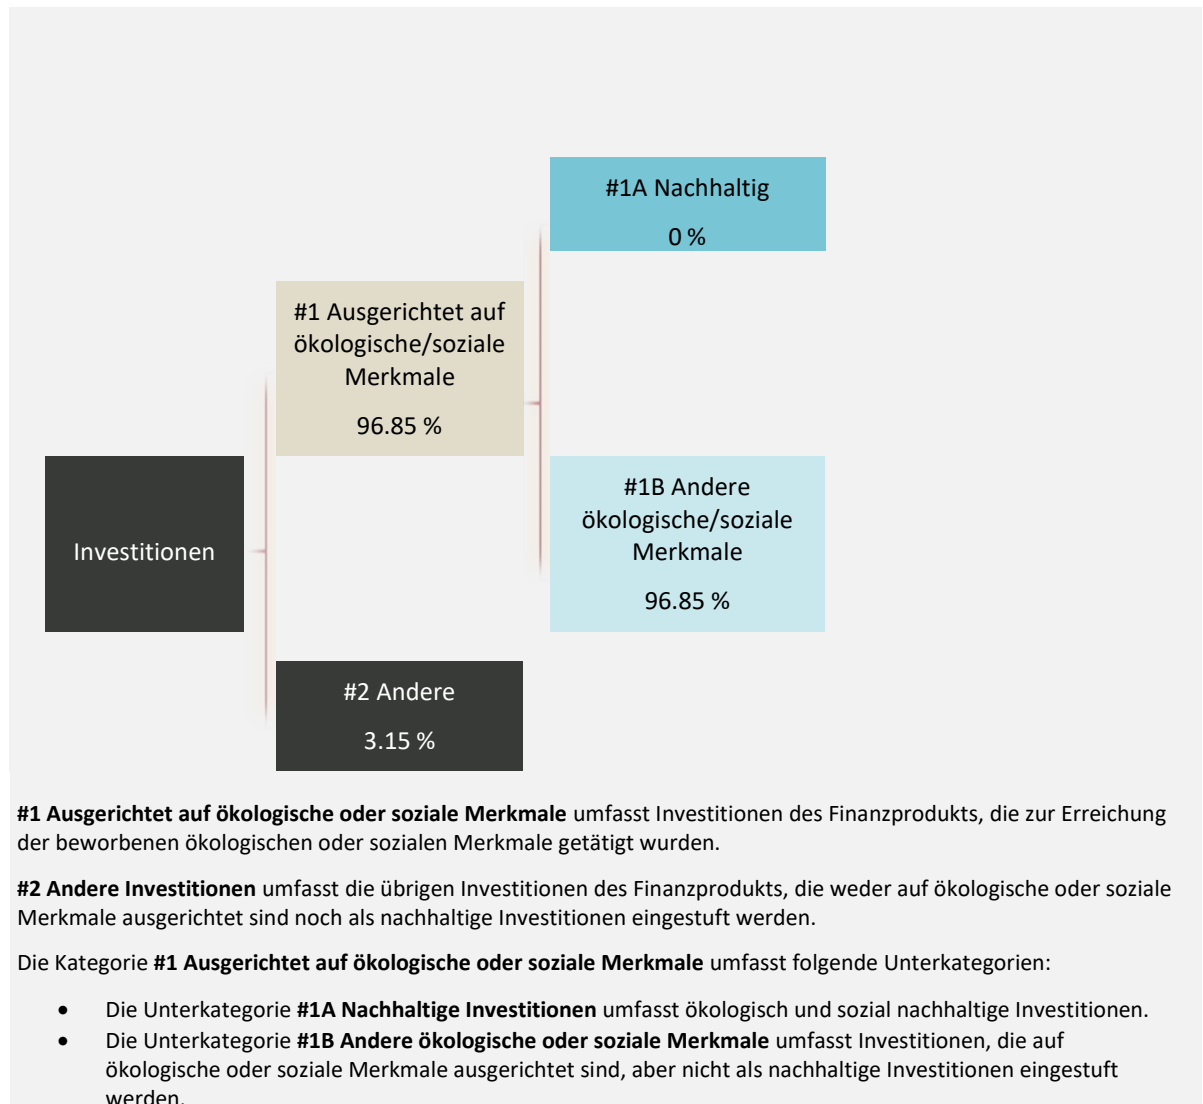 #1A Nachhaltig
0 %
#1 Ausgerichtet auf
ökologische/soziale
Merkmale
96.85 %
Investitionen
#1B Andere
ökologische/soziale
Merkmale
96.85 %
#2 Andere
3.15 %
#1 Ausgerichtet auf ökologische oder soziale Merkmale umfasst Investitionen des Finanzprodukts, die zur Erreichung
der beworbenen ökologischen oder sozialen Merkmale getätigt wurden.
#2 Andere Investitionen umfasst die übrigen Investitionen des Finanzprodukts, die weder auf ökologische oder soziale
Merkmale ausgerichtet sind noch als nachhaltige Investitionen eingestuft werden.
Die Kategorie #1 Ausgerichtet auf ökologische oder soziale Merkmale umfasst folgende Unterkategorien:
• Die Unterkategorie #1A Nachhaltige Investitionen umfasst ökologisch und sozial nachhaltige Investitionen.
• Die Unterkategorie #1B Andere ökologische oder soziale Merkmale umfasst Investitionen, die auf
ökologische oder soziale Merkmale ausgerichtet sind, aber nicht als nachhaltige Investitionen eingestuft
werden.